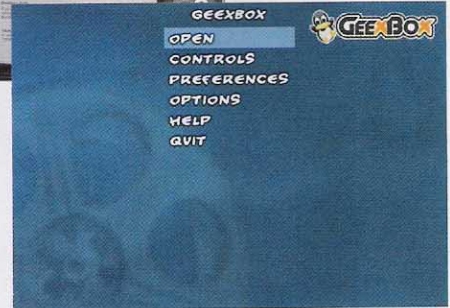 GEEXBOX
GEEXBOX
OPEN
CONTROLS
PREFERENCES
OPTIONS
HELP
QUIT